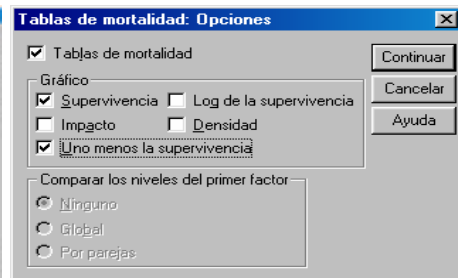 Tablas de mortalidad: Opciones
Tablas de mortalidad
Continuar
Gráfico
Supervivencia Log de la supervivencia
Cancelar
Impacto Densidad
Ayuda
Uno menos la supervivencia
Comparar los niveles del primer factor
Ninguno
Global
Por parejas